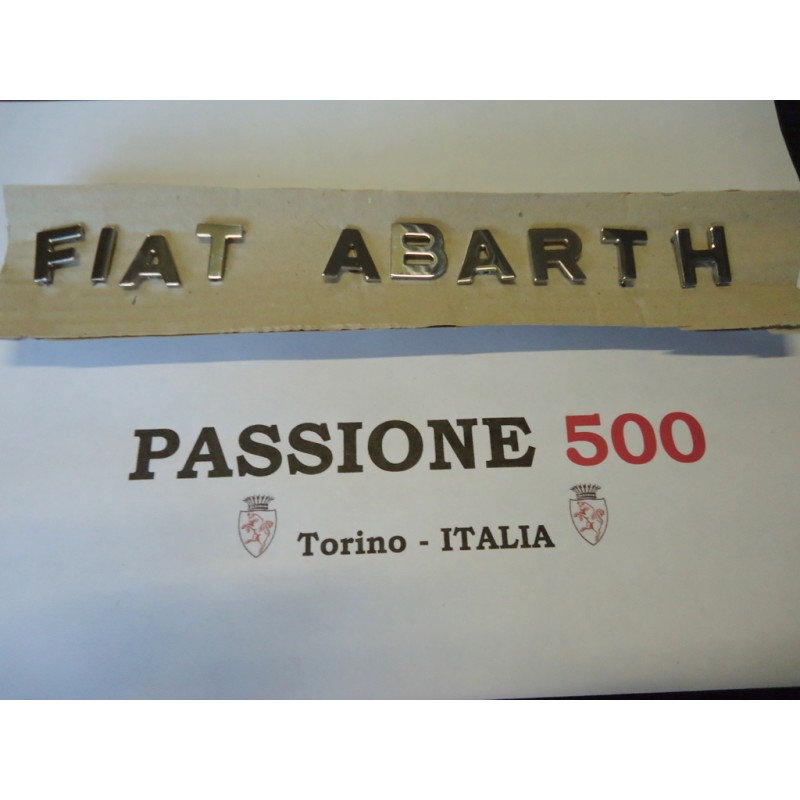 FIAT ABARTH
PASSIONE 500
Torino - ITALIA